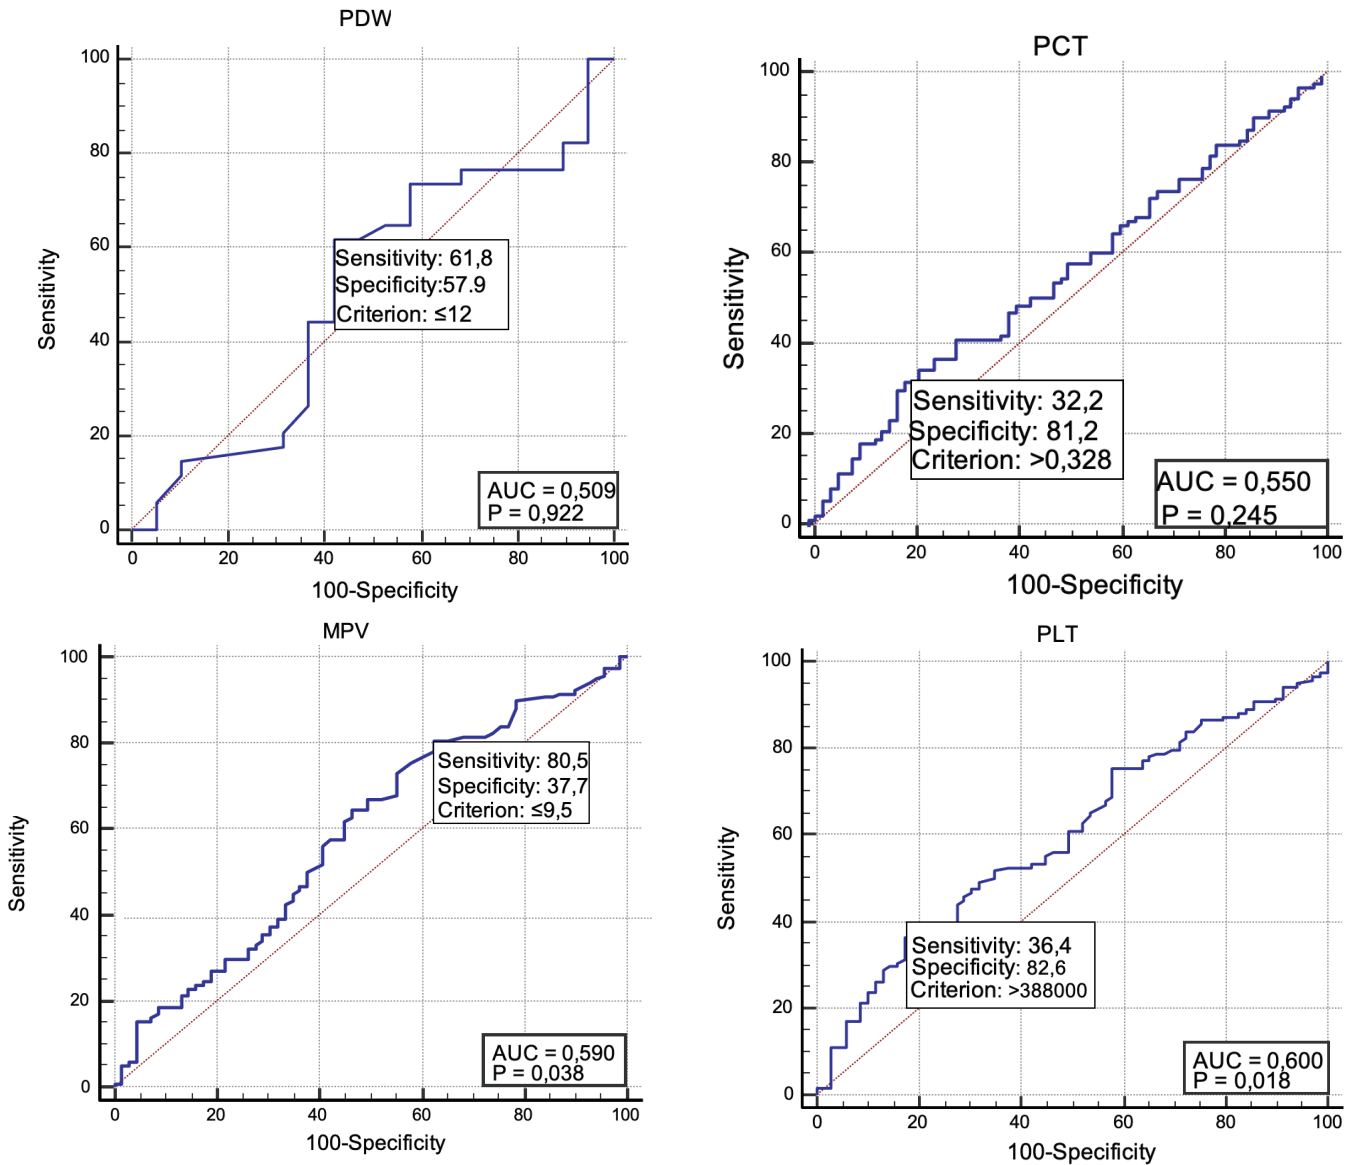 PDW
100
80
60
40
20
0
Sensitivity
Sensitivity: 61,8
Specificity:57.9
Criterion: ≤12
AUC = 0,509
P = 0,922
0 20 40 60 80 100
100-Specificity
PCT
100
80
60
40
20
0
Sensitivity
Sensitivity: 32,2
Specificity: 81,2
Criterion: >0,328
AUC = 0,550
P = 0,245
0 20 40 60 80 100
100-Specificity
MPV
100
80
60
40
20
0
Sensitivity
Sensitivity: 80,5
Specificity: 37,7
Criterion: ≤9,5
AUC = 0,590
P = 0,038
0 20 40 60 80 100
100-Specificity
PLT
100
80
60
40
20
0
Sensitivity
Sensitivity: 36,4
Specificity: 82,6
Criterion: >388000
AUC = 0,600
P = 0,018
0 20 40 60 80 100
100-Specificity